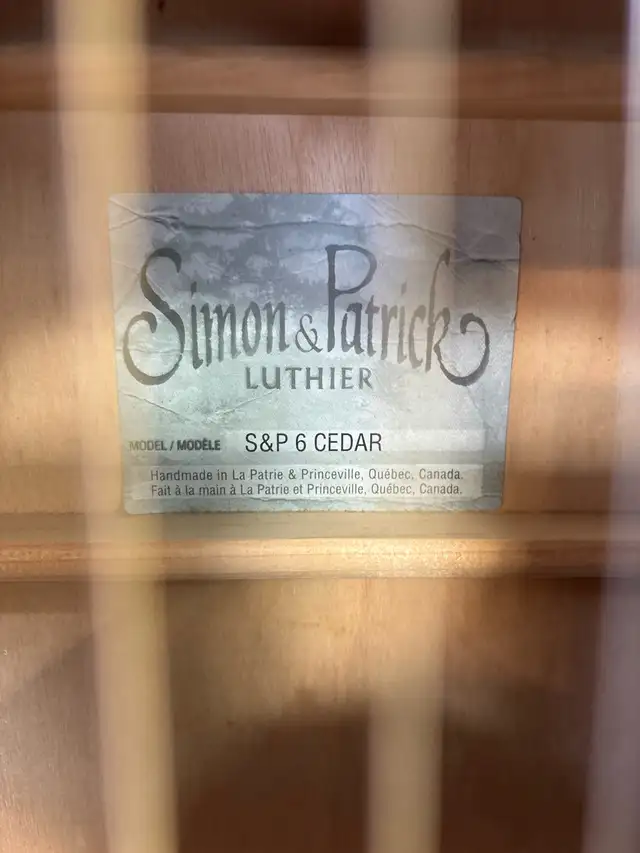 Simon & Patrick
LUTHIER
MODEL / MODÈLE S&P 6 CEDAR
Handmade in La Patrie & Princeville, Québec, Canada.
Fait à la main à La Patrie et Princeville, Québec, Canada.